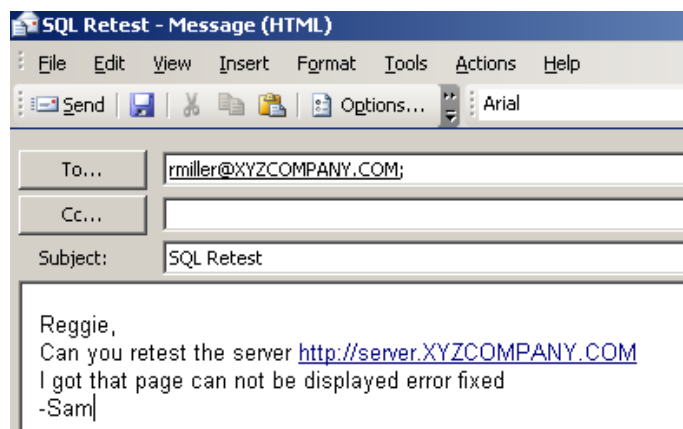 SQL Retest - Message (HTML)
File Edit View Insert Format Tools Actions Help
Send Options... Arial
To... rmiller@XYZCOMPANY.COM;
Cc...
Subject: SQL Retest
Reggie,
Can you retest the server http://server.XYZCOMPANY.COM
I got that page can not be displayed error fixed
-Sam